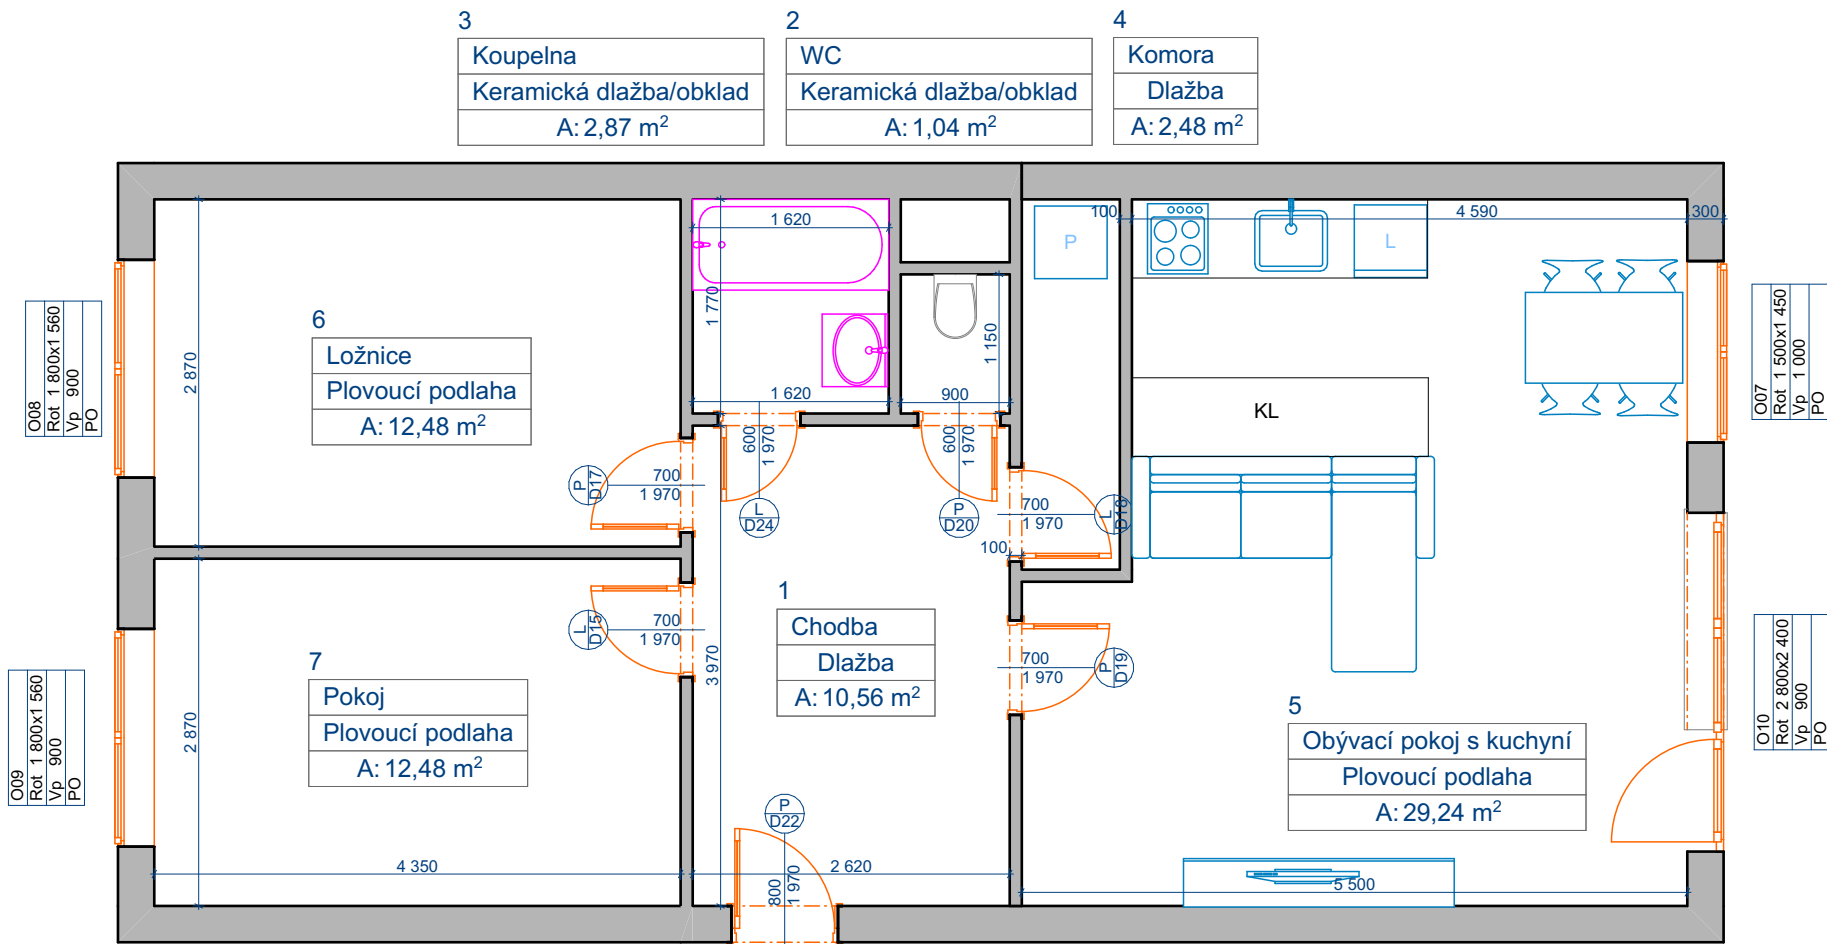 3
Koupelna
Keramická dlažba/obklad
A: 2,87 m²
2
WC
Keramická dlažba/obklad
A: 1,04 m²
4
Komora
Dlažba
A: 2,48 m²
1 620
100
4 590
300
P
L
1 770
2 870
1 150
O08
Rot 1 800x1 560
Vp 900
PO
6
Ložnice
Plovoucí podlaha
A: 12,48 m²
O07
Rot 1 500x1 450
Vp 1 000
PO
1 620
900
KL
600
1 970
600
1 970
P
D17
700
1 970
L
D24
P
D20
700
1 970
L
D18
100
L
D15
700
1 970
1
Chodba
Dlažba
A: 10,56 m²
700
1 970
P
D19
3 970
7
Pokoj
Plovoucí podlaha
A: 12,48 m²
2 870
O09
Rot 1 800x1 560
Vp 900
PO
5
Obývací pokoj s kuchyní
Plovoucí podlaha
A: 29,24 m²
O10
Rot 2 800x2 400
Vp 900
PO
P
D22
800
1 970
4 350
2 620
5 500